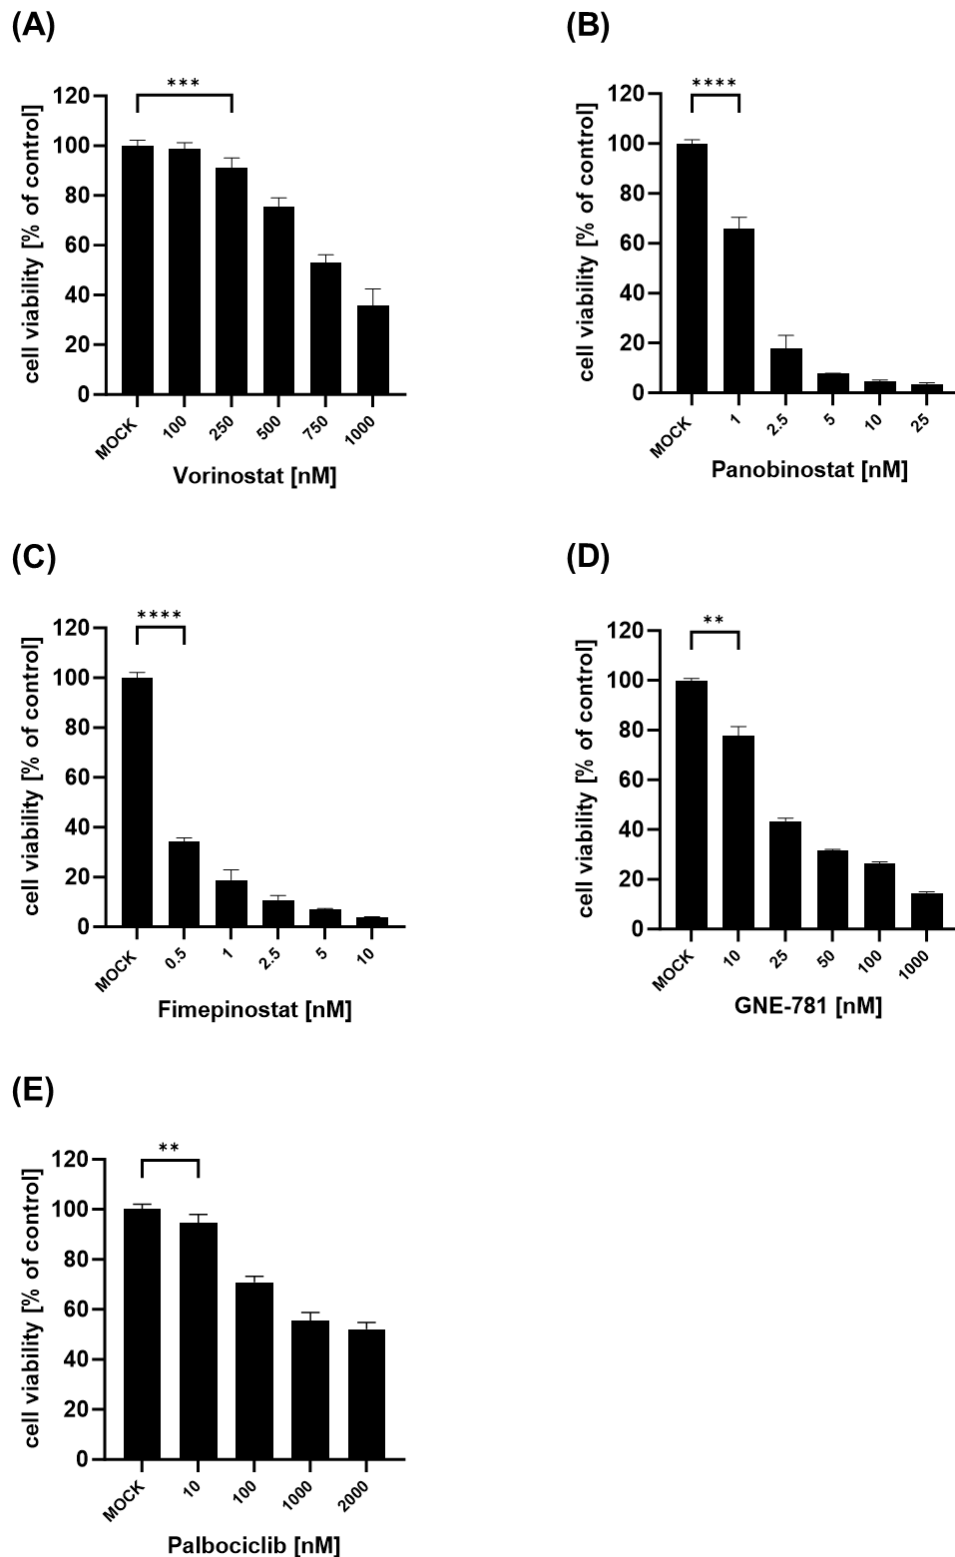 (A)
***
cell viability [% of control]
120
100
80
60
40
20
0
MOCK 100 250 500 750 1000
Vorinostat [nM]
(B)
****
cell viability [% of control]
120
100
80
60
40
20
0
MOCK 1 2.5 5 10 25
Panobinostat [nM]
(C)
****
cell viability [% of control]
120
100
80
60
40
20
0
MOCK 0.5 1 2.5 5 10
Fimepinostat [nM]
(D)
**
cell viability [% of control]
120
100
80
60
40
20
0
MOCK 10 25 50 100 1000
GNE-781 [nM]
(E)
**
cell viability [% of control]
120
100
80
60
40
20
0
MOCK 10 100 1000 2000
Palbociclib [nM]